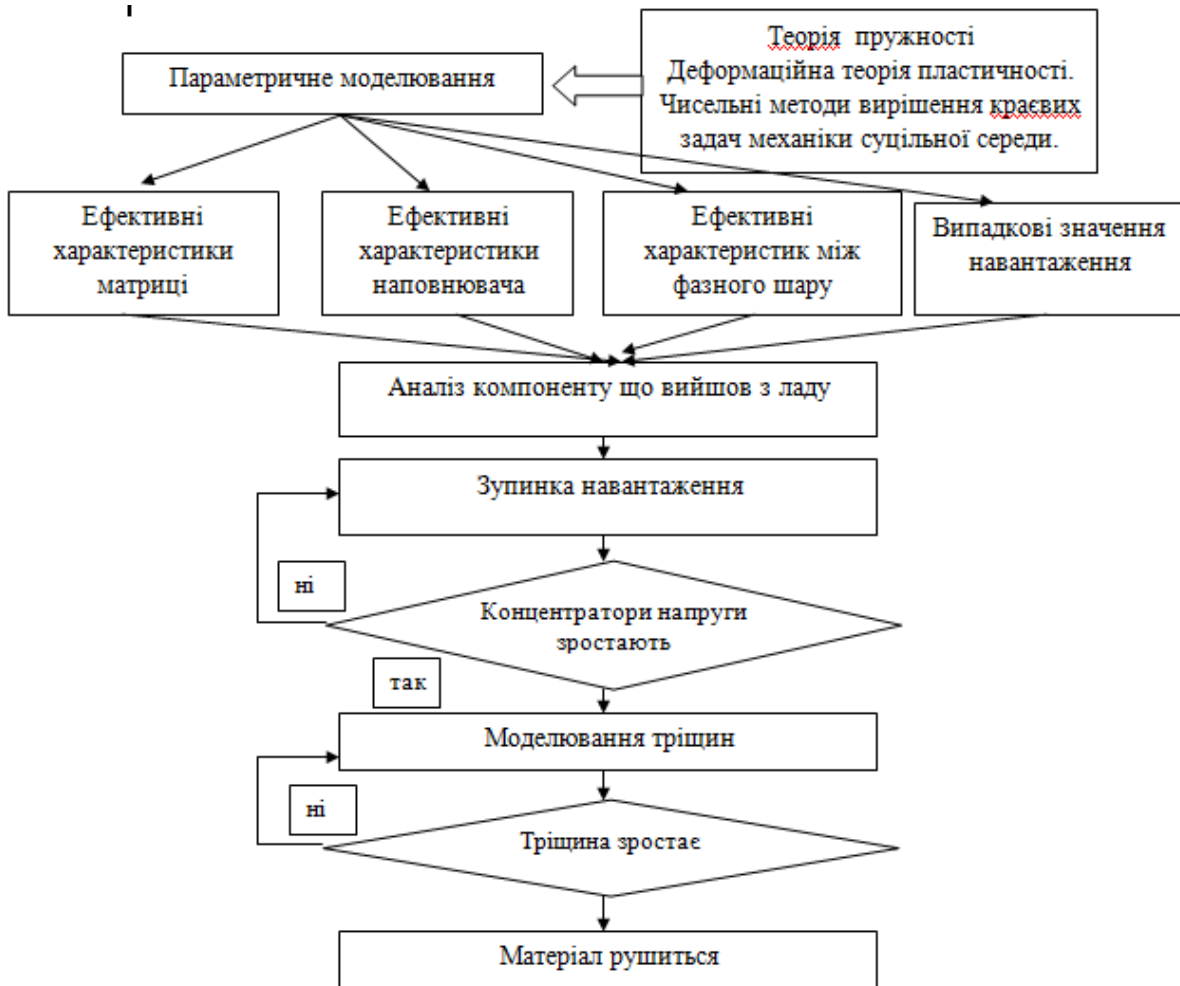 Теорія пружності
Деформаційна теорія пластичності.
Чисельні методи вирішення краєвих
задач механіки суцільної середи.
Параметричне моделювання
Ефективні
характеристики
матриці
Ефективні
характеристики
наповнювача
Ефективні
характеристик між
фазного шару
Випадкові значення
навантаження
Аналіз компоненту що вийшов з ладу
Зупинка навантаження
ні
Концентратори напруги
зростають
так
Моделювання тріщин
ні
Тріщина зростає
Матеріал рушиться